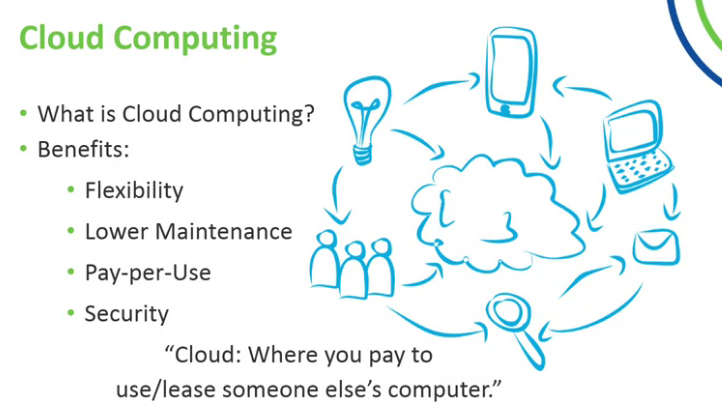 Cloud Computing
• What is Cloud Computing?
• Benefits:
• Flexibility
• Lower Maintenance
• Pay-per-Use
• Security
“Cloud: Where you pay to
use/lease someone else’s computer.”